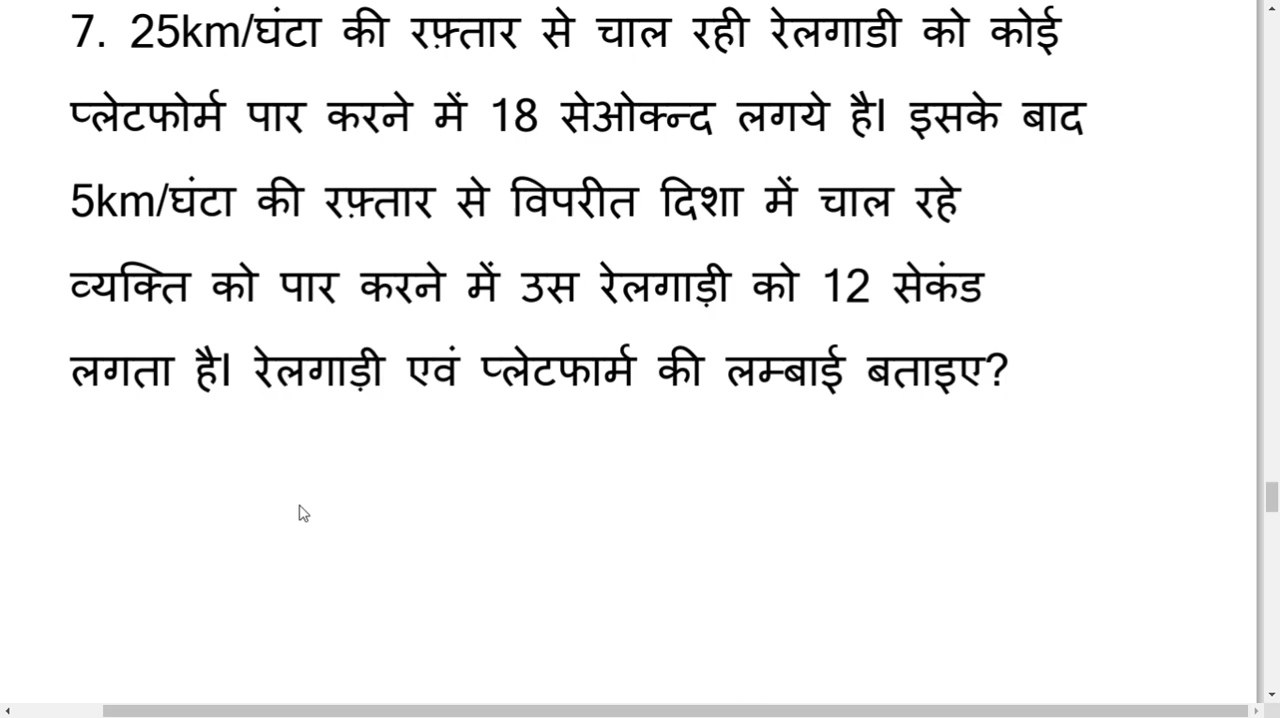 7. 25km/घंटा की रफ़्तार से चाल रही रेलगाडी को कोई
प्लेटफोर्म पार करने में 18 सेओक्न्द लगये है। इसके बाद
5km/घंटा की रफ़्तार से विपरीत दिशा में चाल रहे
व्यक्ति को पार करने में उस रेलगाड़ी को 12 सेकंड
लगता है। रेलगाड़ी एवं प्लेटफार्म की लम्बाई बताइए?